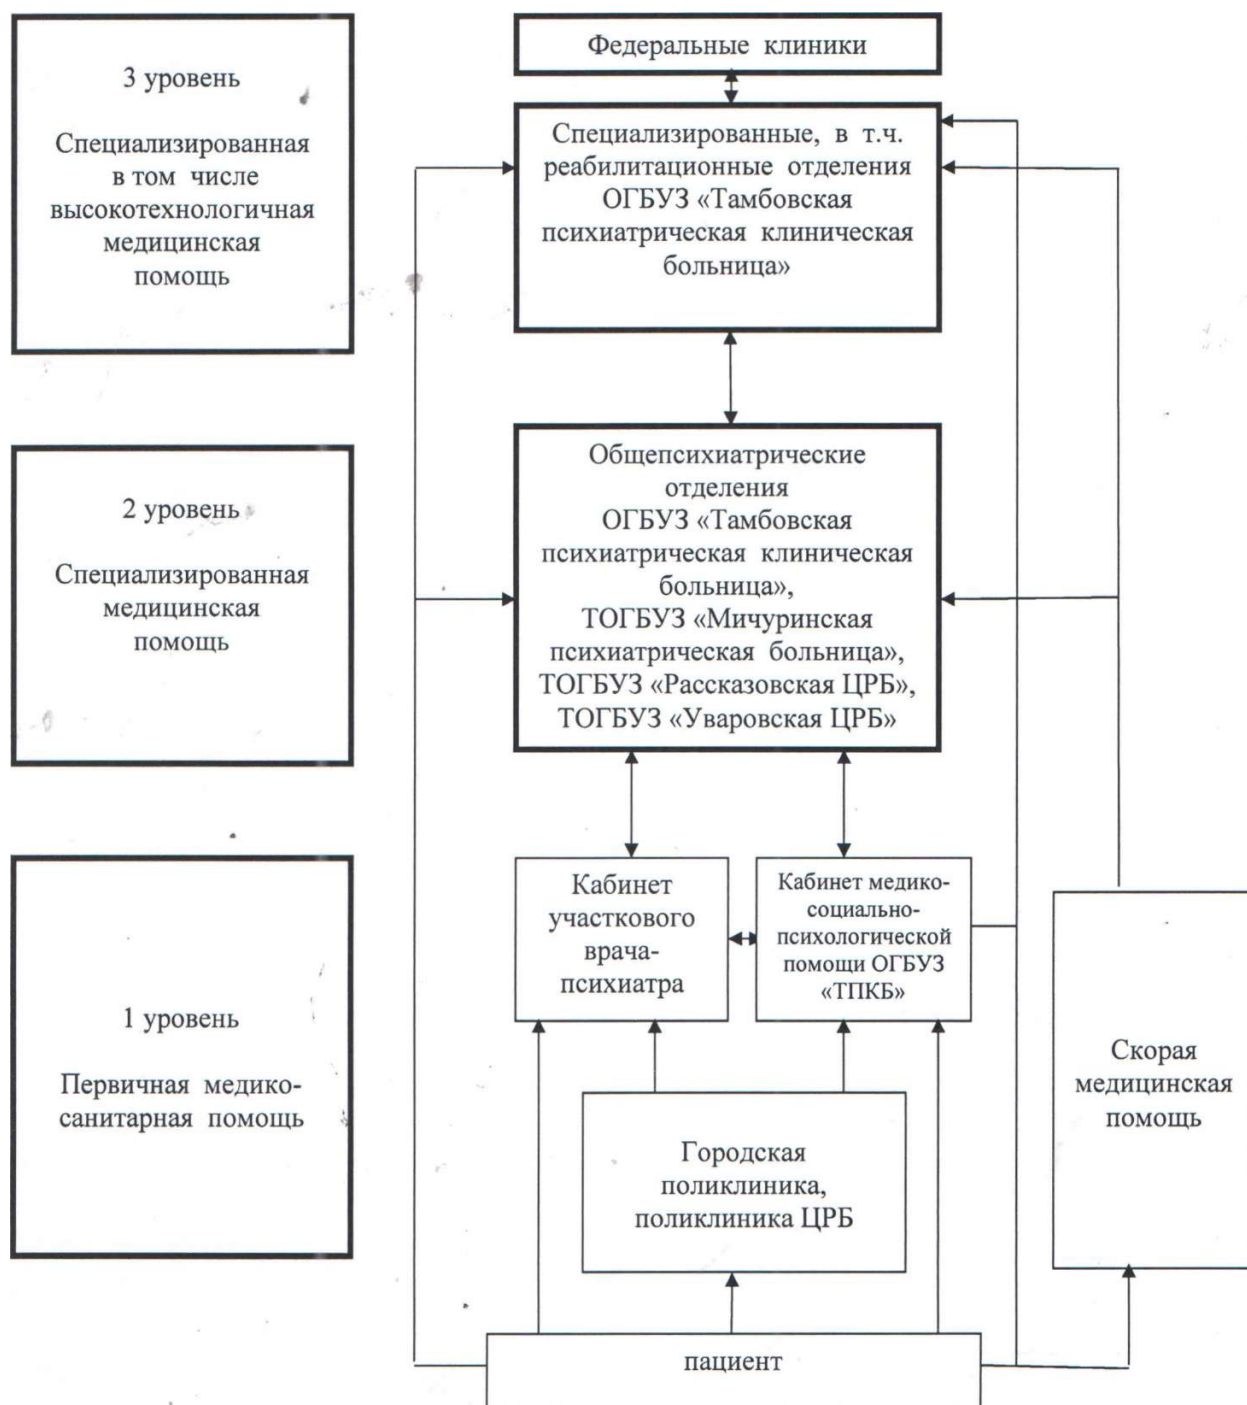 3 уровень
Специализированная
в том числе
высокотехнологичная
медицинская
помощь
Федеральные клиники
Специализированные, в т.ч.
реабилитационные отделения
ОГБУЗ «Тамбовская
психиатрическая клиническая
больница»
2 уровень
Специализированная
медицинская
помощь
Общепсихиатрические
отделения
ОГБУЗ «Тамбовская
психиатрическая клиническая
больница»,
ТОГБУЗ «Мичуринская
психиатрическая больница»,
ТОГБУЗ «Рассказовская ЦРБ»,
ТОГБУЗ «Уваровская ЦРБ»
1 уровень
Первичная медико-
санитарная помощь
Кабинет
участкового
врача-
психиатра
Кабинет медико-
социально-
психологической
помощи ОГБУЗ
«ТПКБ»
Скорая
медицинская
помощь
Городская
поликлиника,
поликлиника ЦРБ
пациент